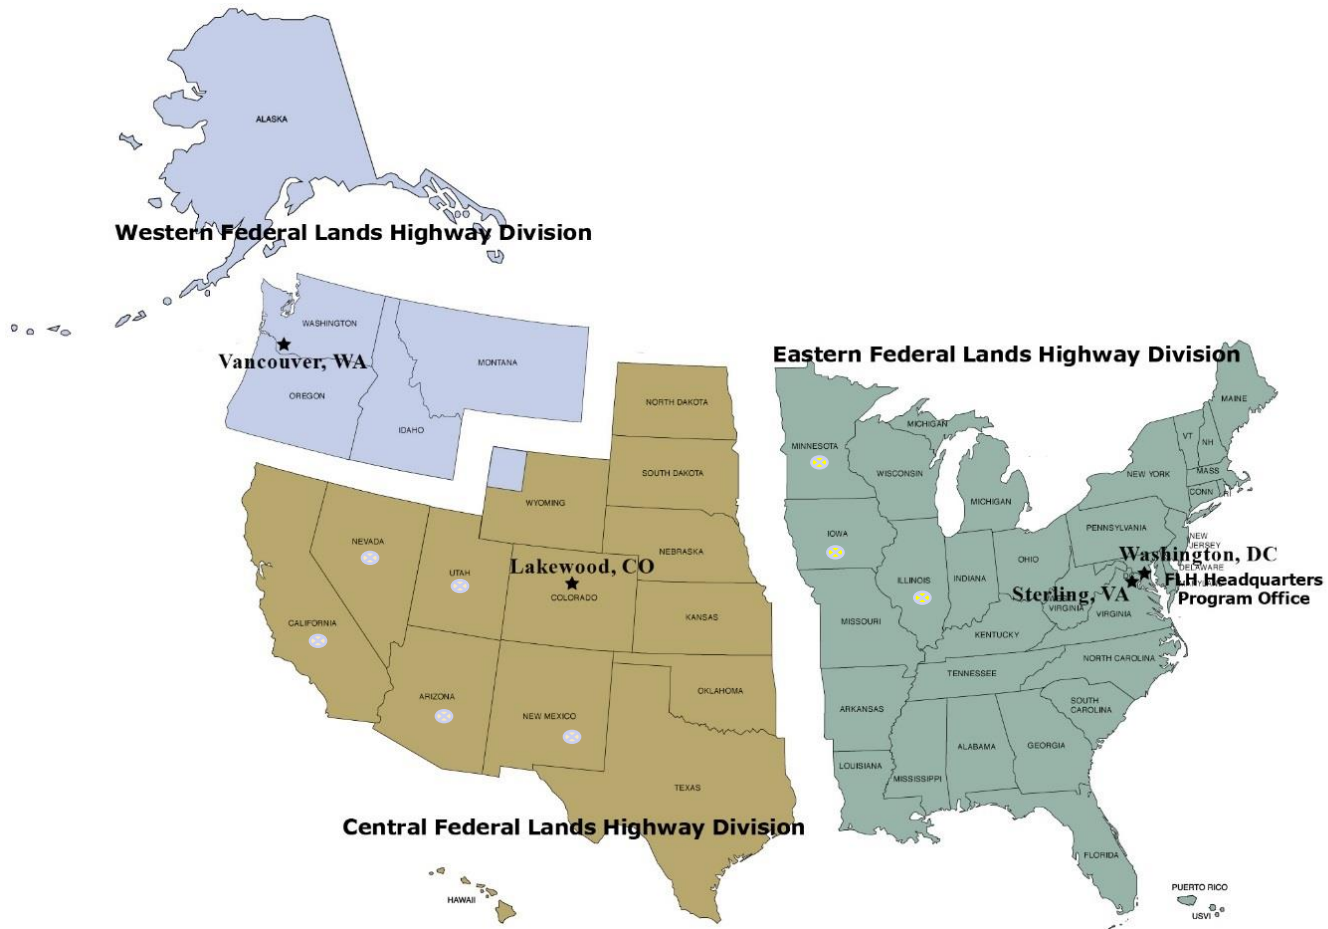 ALASKA
Western Federal Lands Highway Division
WASHINGTON
Vancouver, WA
MONTANA
OREGON
IDAHO
Eastern Federal Lands Highway Division
MAINE
NORTH DAKOTA
MICHIGAN
VT
NH
MINNESOTA
SOUTH DAKOTA
WISCONSIN
NEW YORK
MASS
CONN
RI
MICHIGAN
WYOMING
PENNSYLVANIA
NEVADA
IOWA
NEW
JERSEY
NEBRASKA
OHIO
Washington, DC
Lakewood, CO
UTAH
ILLINOIS
INDIANA
DELAWARE
FLH Headquarters
Program Office
Sterling, VA
COLORADO
VIRGINIA
VIRGINIA
KANSAS
CALIFORNIA
MISSOURI
KENTUCKY
NORTH CAROLINA
TENNESSEE
ARIZONA
OKLAHOMA
SOUTH
CAROLINA
NEW MEXICO
ARKANSAS
ALABAMA
GEORGIA
LOUISIANA
MISSISSIPPI
TEXAS
Central Federal Lands Highway Division
FLORIDA
HAWAII
PUERTO RICO
USVI